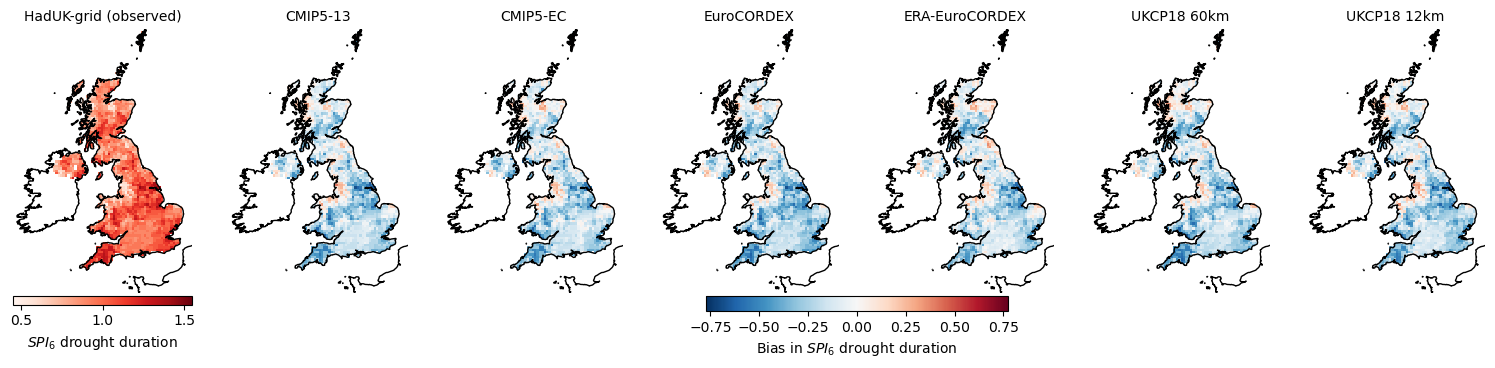 HadUK-grid (observed) CMIP5-13 CMIP5-EC EuroCORDEX ERA-EuroCORDEX UKCP18 60km UKCP18 12km
0.5 1.0 1.5
SPI₆ drought duration
−0.75 −0.50 −0.25 0.00 0.25 0.50 0.75
Bias in SPI₆ drought duration